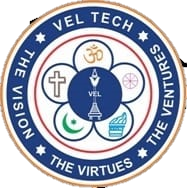 VEL TECH
THE VISION
THE VENTURES
THE VIRTUES
ॐ
VEL